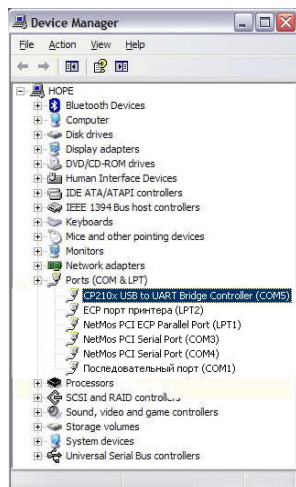 Device Manager
File Action View Help
HOPE
Bluetooth Devices
Computer
Disk drives
Display adapters
DVD/CD-ROM drives
Human Interface Devices
IDE ATA/ATAPI controllers
IEEE 1394 Bus host controllers
Keyboards
Mice and other pointing devices
Monitors
Network adapters
Ports (COM & LPT)
CP210x USB to UART Bridge Controller (COM5)
ECP порт принтера (LPT2)
NetMos PCI ECP Parallel Port (LPT1)
NetMos PCI Serial Port (COM3)
NetMos PCI Serial Port (COM4)
Последовательный порт (COM1)
Processors
SCSI and RAID controllers
Sound, video and game controllers
Storage volumes
System devices
Universal Serial Bus controllers